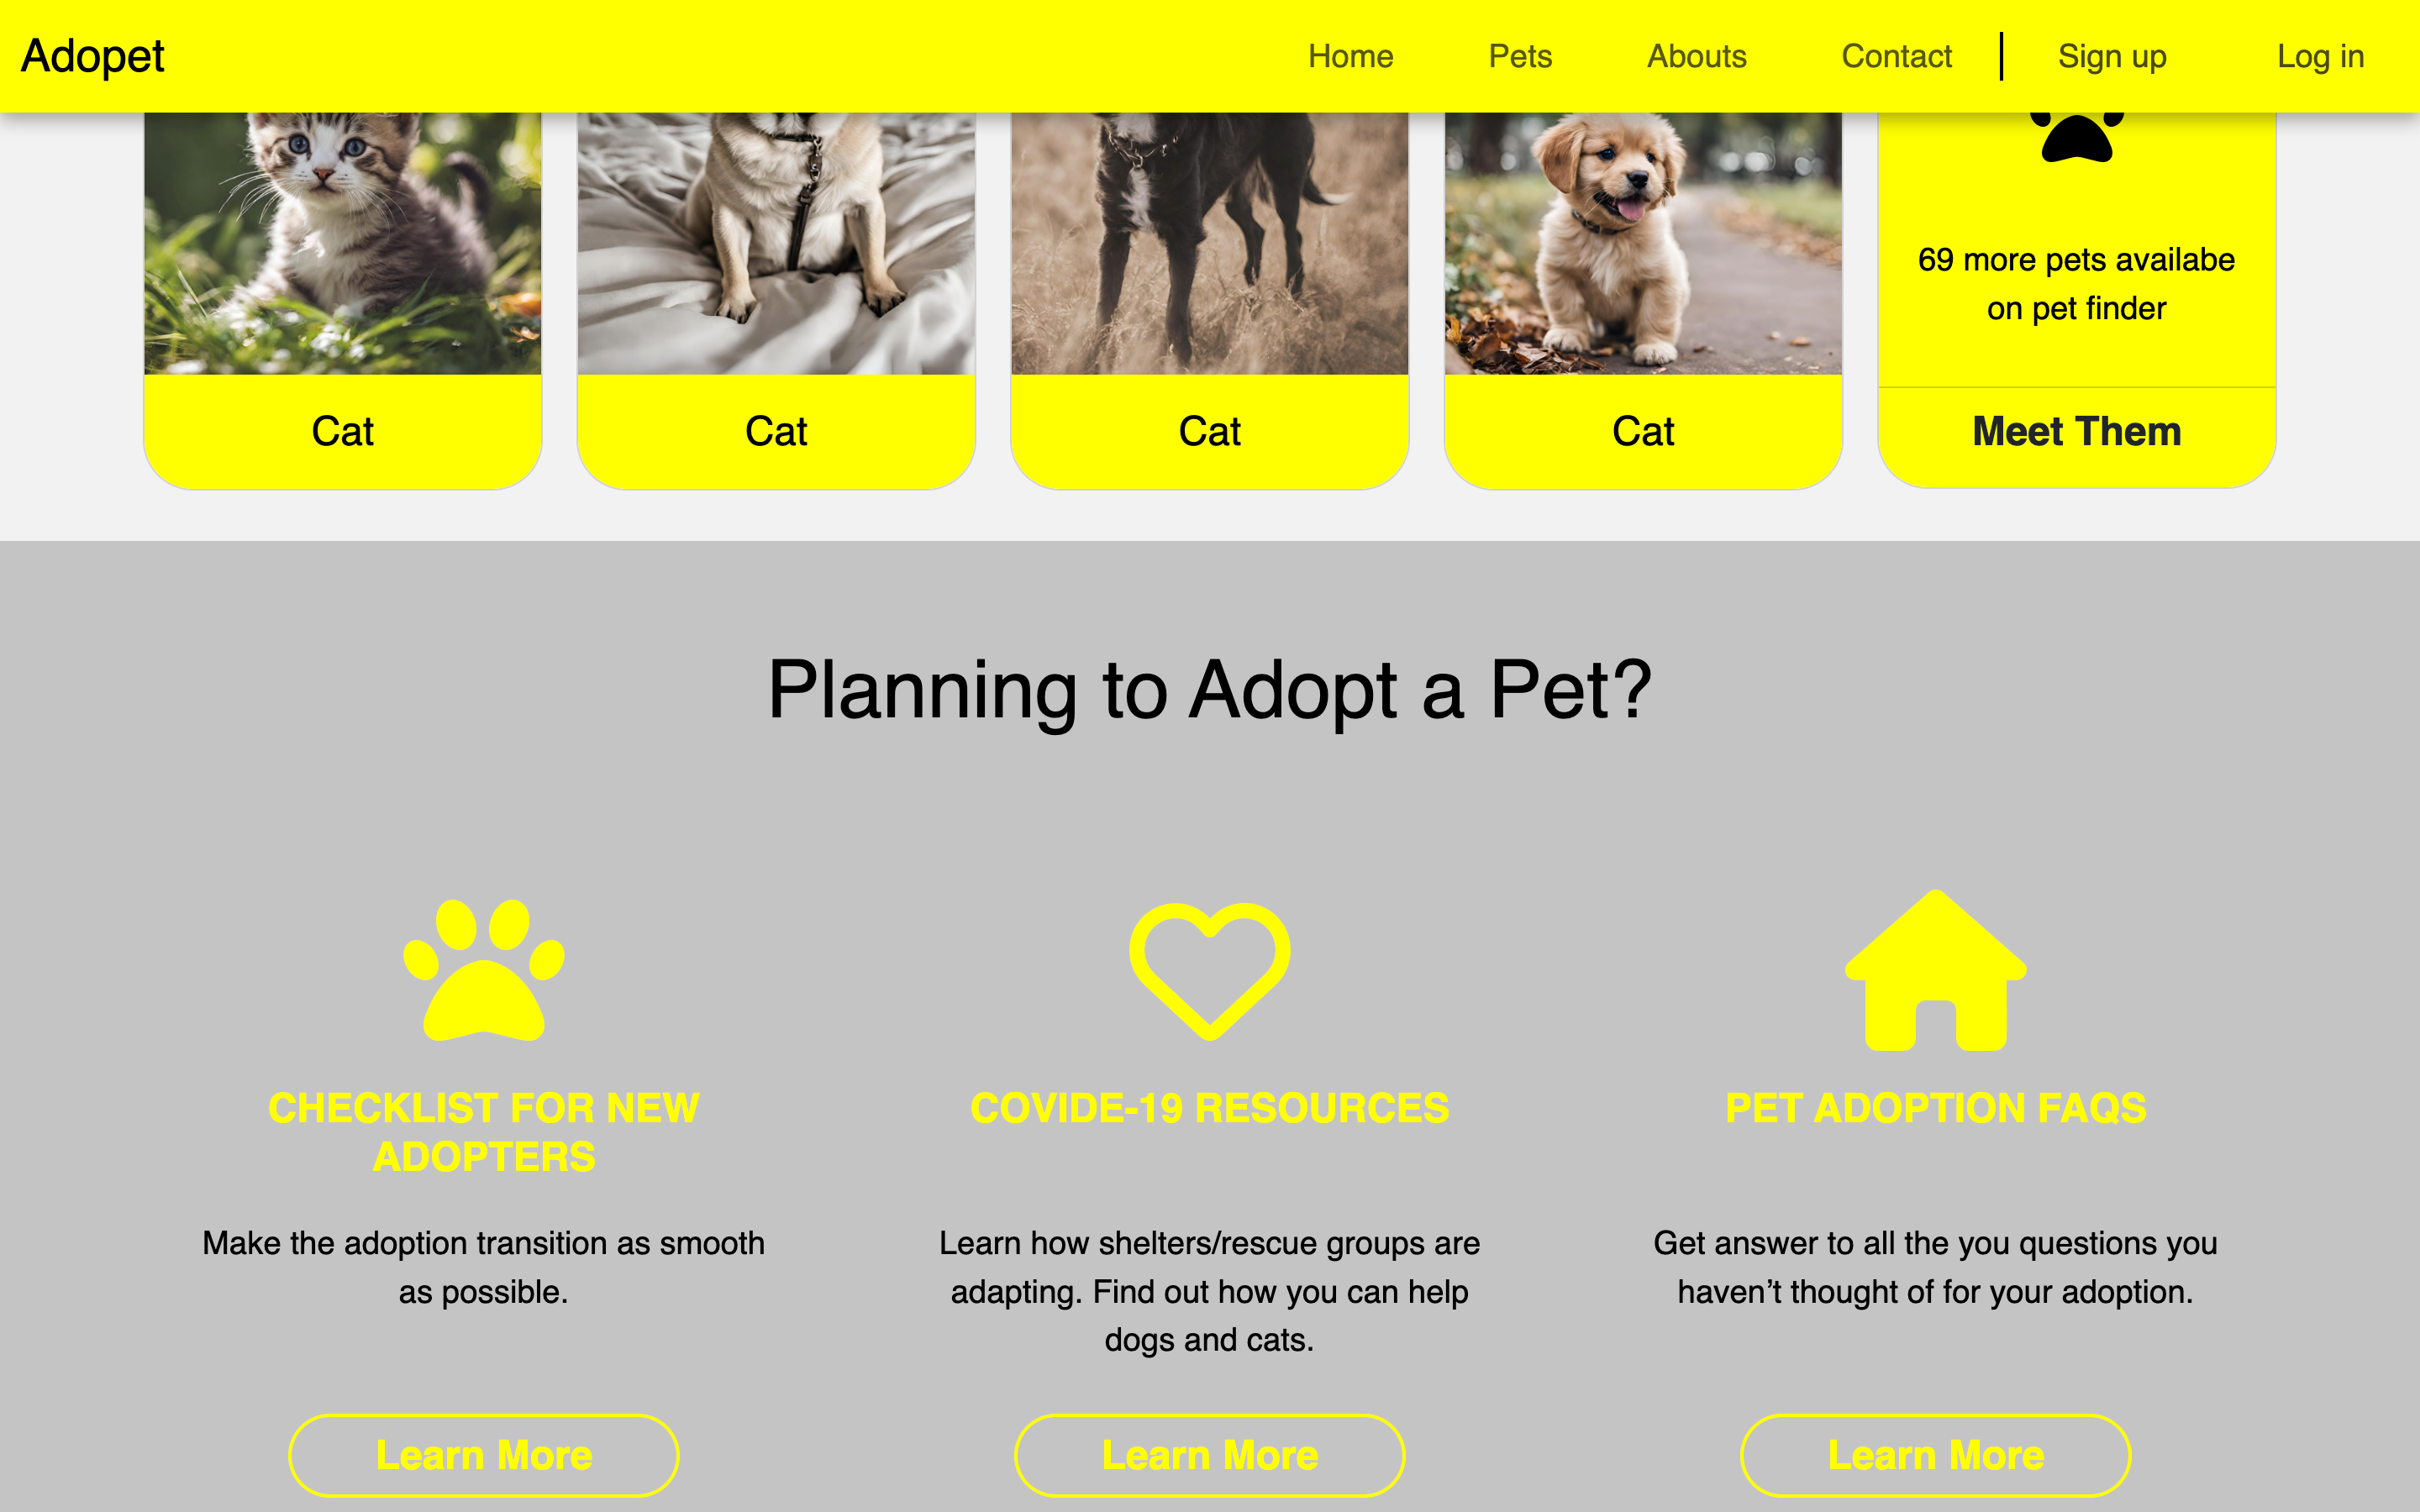 Adopet
Home Pets Abouts Contact Sign up Log in
69 more pets availabe
on pet finder
Cat
Cat
Cat
Cat
Meet Them
Planning to Adopt a Pet?
CHECKLIST FOR NEW
ADOPTERS
Make the adoption transition as smooth
as possible.
Learn More
COVIDE-19 RESOURCES
Learn how shelters/rescue groups are
adapting. Find out how you can help
dogs and cats.
Learn More
PET ADOPTION FAQS
Get answer to all the you questions you
haven’t thought of for your adoption.
Learn More